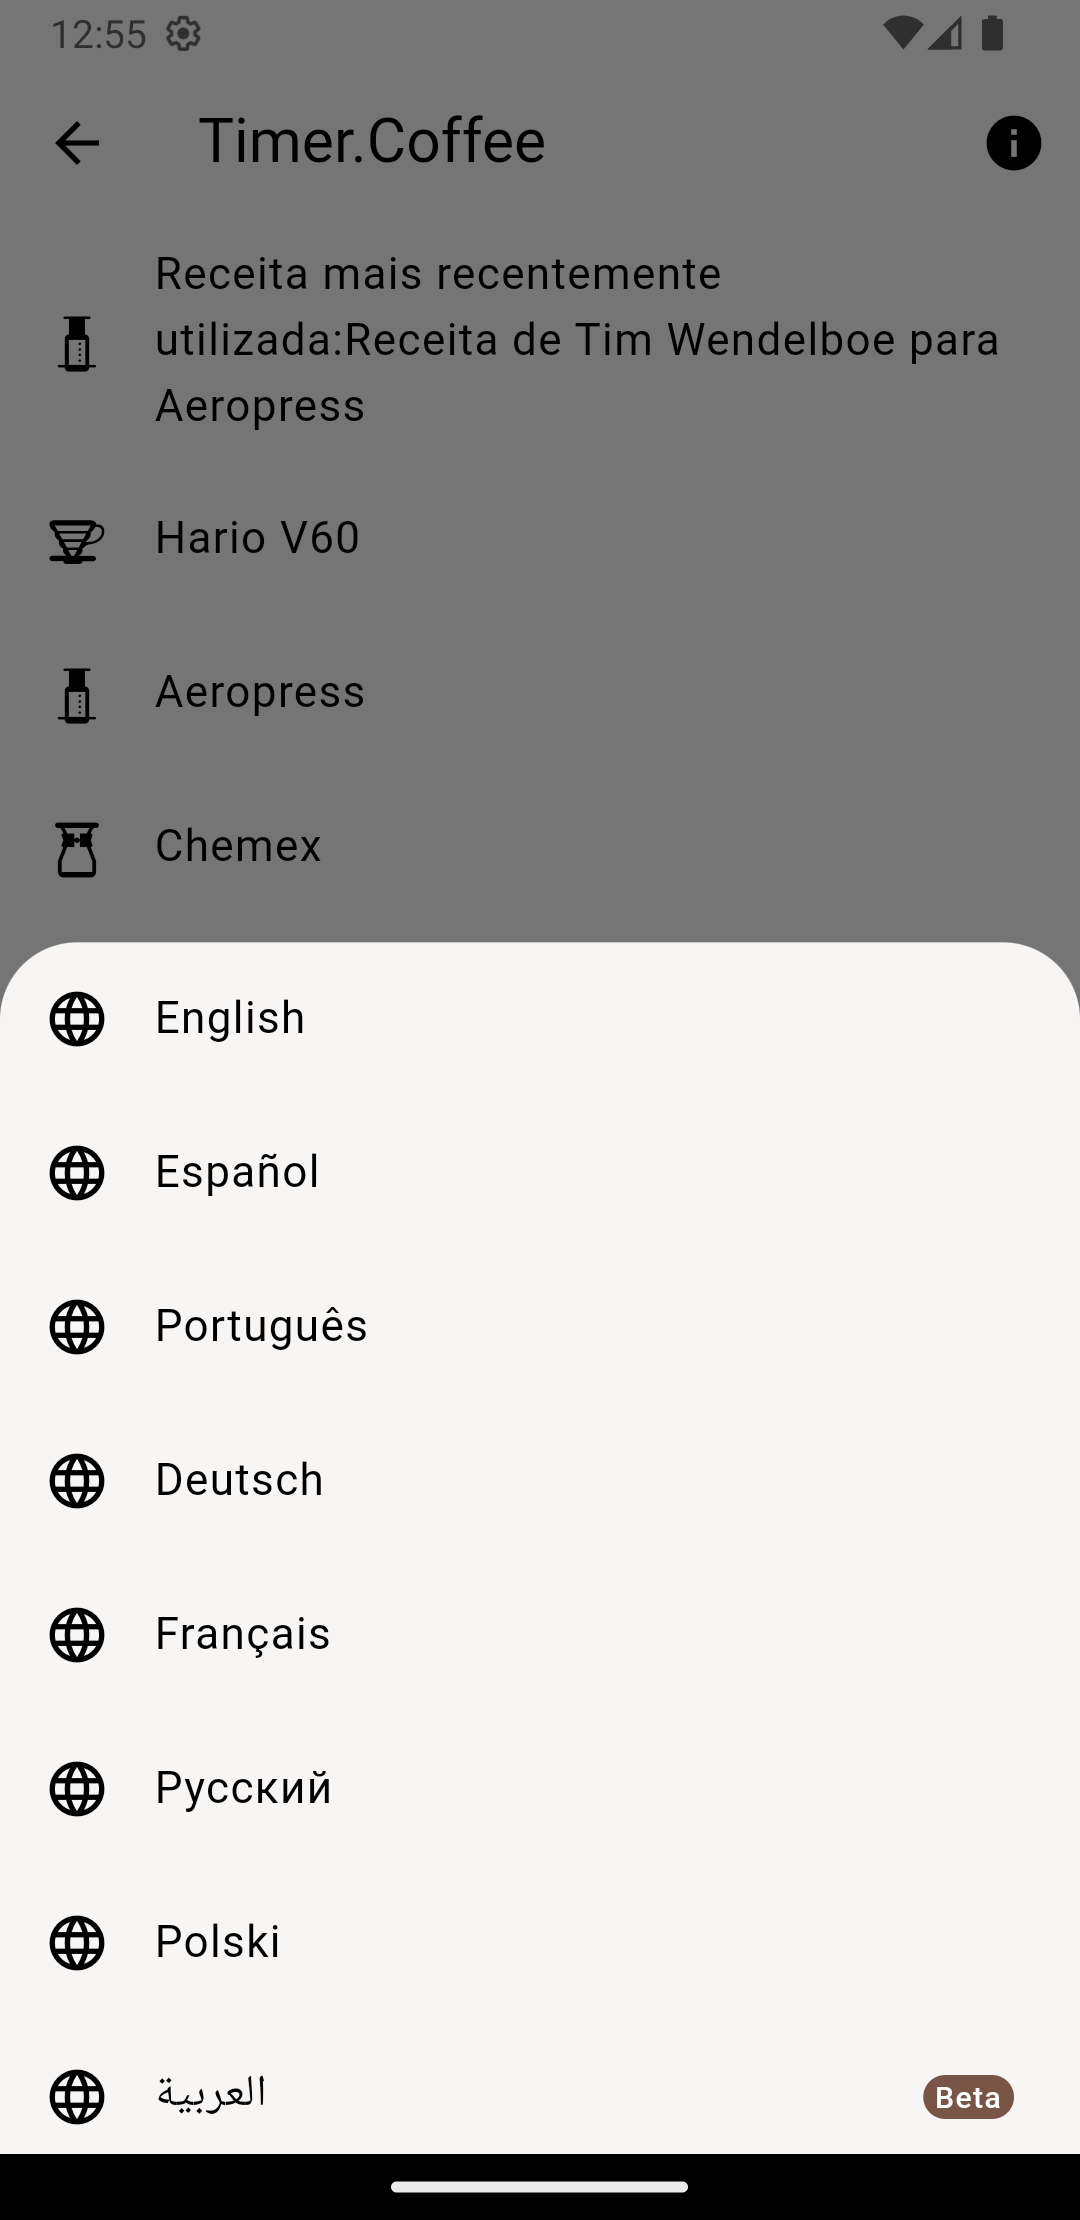 12:55
Timer.Coffee
Receita mais recentemente
utilizada:Receita de Tim Wendelboe para
Aeropress
Hario V60
Aeropress
Chemex
English
Español
Português
Deutsch
Français
Русский
Polski
العربية
Beta